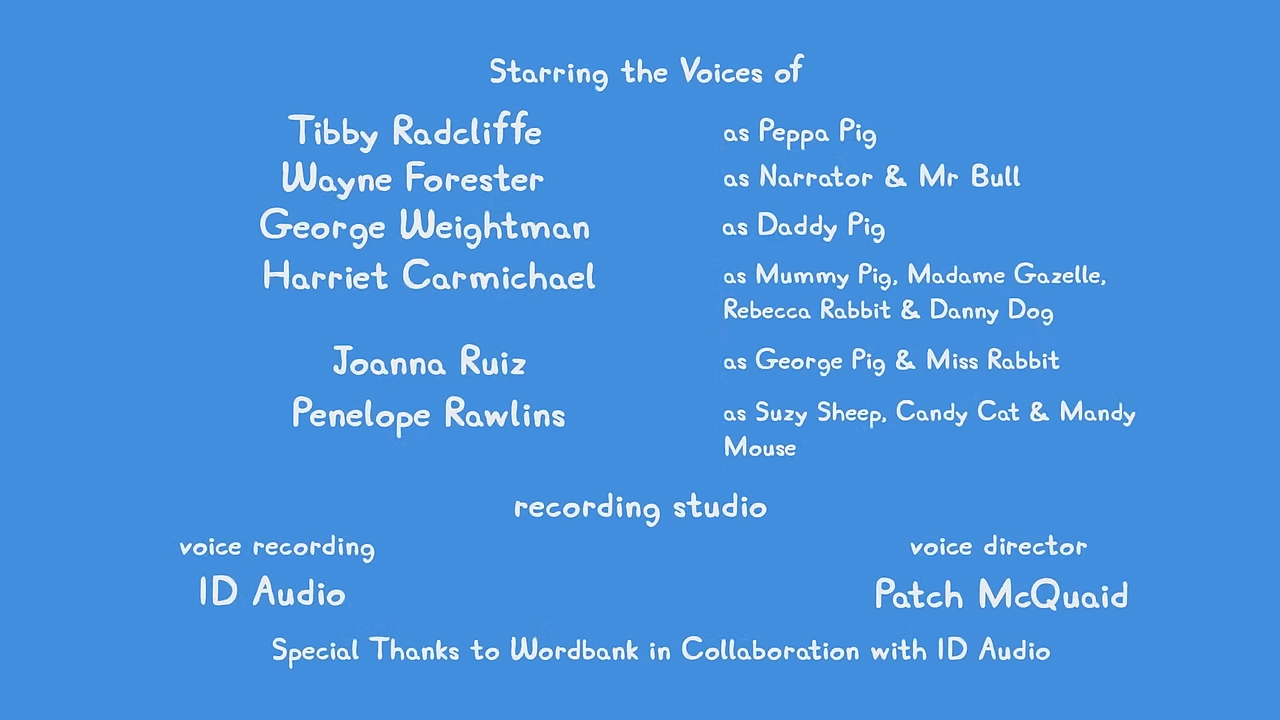 Starring the Voices of
Tibby Radcliffe as Peppa Pig
Wayne Forester as Narrator & Mr Bull
George Weightman as Daddy Pig
Harriet Carmichael as Mummy Pig, Madame Gazelle,
Rebecca Rabbit & Danny Dog
Joanna Ruiz as George Pig & Miss Rabbit
Penelope Rawlins as Suzy Sheep, Candy Cat & Mandy
Mouse
recording studio
voice recording voice director
ID Audio Patch McQuaid
Special Thanks to Wordbank in Collaboration with ID Audio